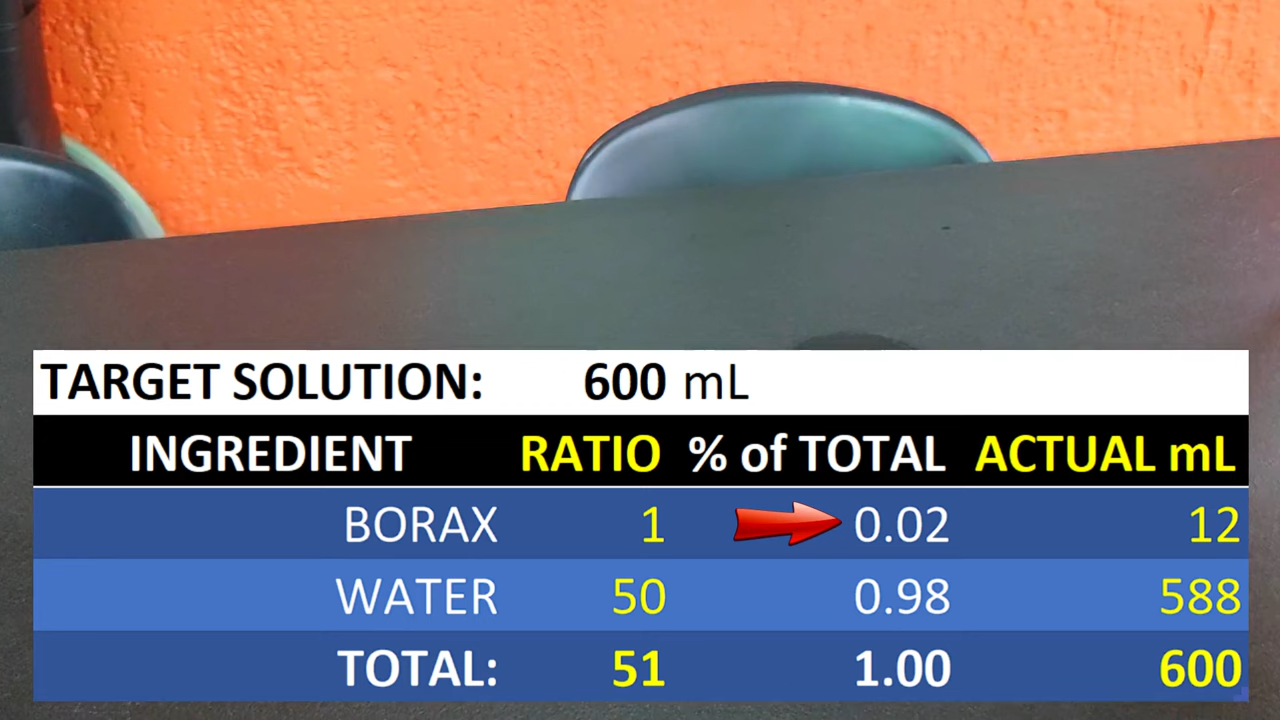 TARGET SOLUTION: 600 mL
INGREDIENT RATIO % of TOTAL ACTUAL mL
BORAX 1 0.02 12
WATER 50 0.98 588
TOTAL: 51 1.00 600